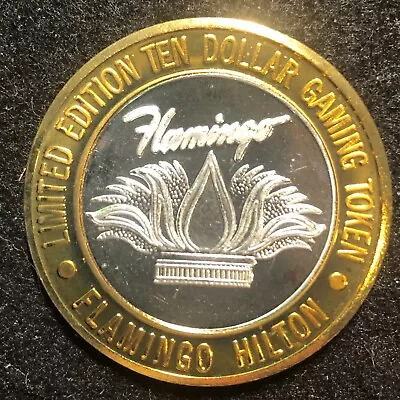 LIMITED EDITION TEN DOLLAR GAMING TOKEN
Flamingo
FLAMINGO HILTON